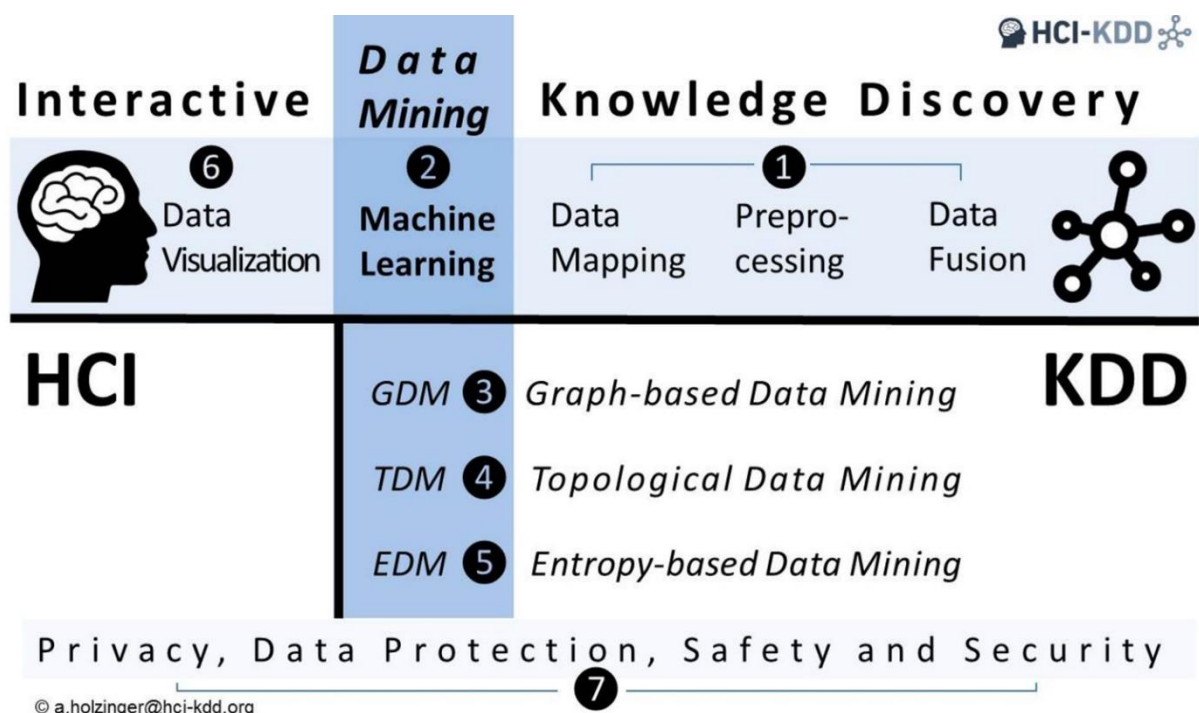 HCI-KDD
Interactive
Data
Mining
Knowledge Discovery
6
Data
Visualization
2
Machine
Learning
1
Data
Mapping
Prepro-
cessing
Data
Fusion
HCI
KDD
GDM 3 Graph-based Data Mining
TDM 4 Topological Data Mining
EDM 5 Entropy-based Data Mining
Privacy, Data Protection, Safety and Security
7
© a.holzinger@hci-kdd.org